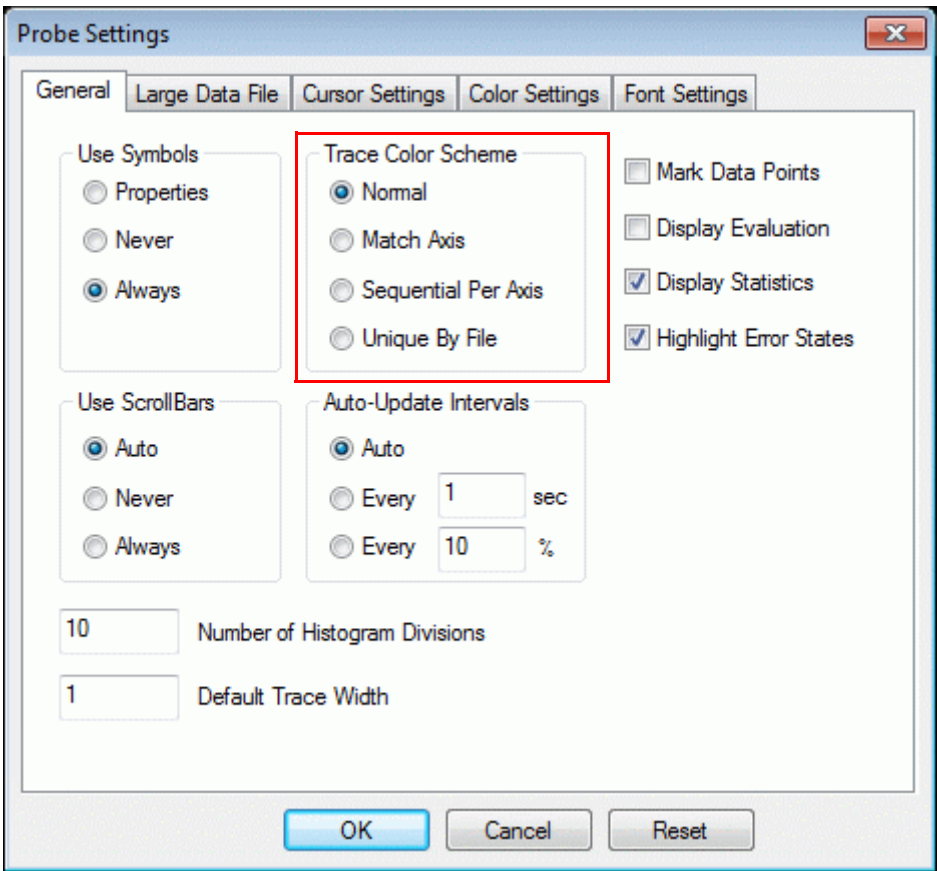 Probe Settings
General
Large Data File
Cursor Settings
Color Settings
Font Settings
Use Symbols
Properties
Never
Always
Trace Color Scheme
Normal
Match Axis
Sequential Per Axis
Unique By File
Mark Data Points
Display Evaluation
Display Statistics
Highlight Error States
Use ScrollBars
Auto
Never
Always
Auto-Update Intervals
Auto
Every 1 sec
Every 10 %
10 Number of Histogram Divisions
1 Default Trace Width
OK
Cancel
Reset